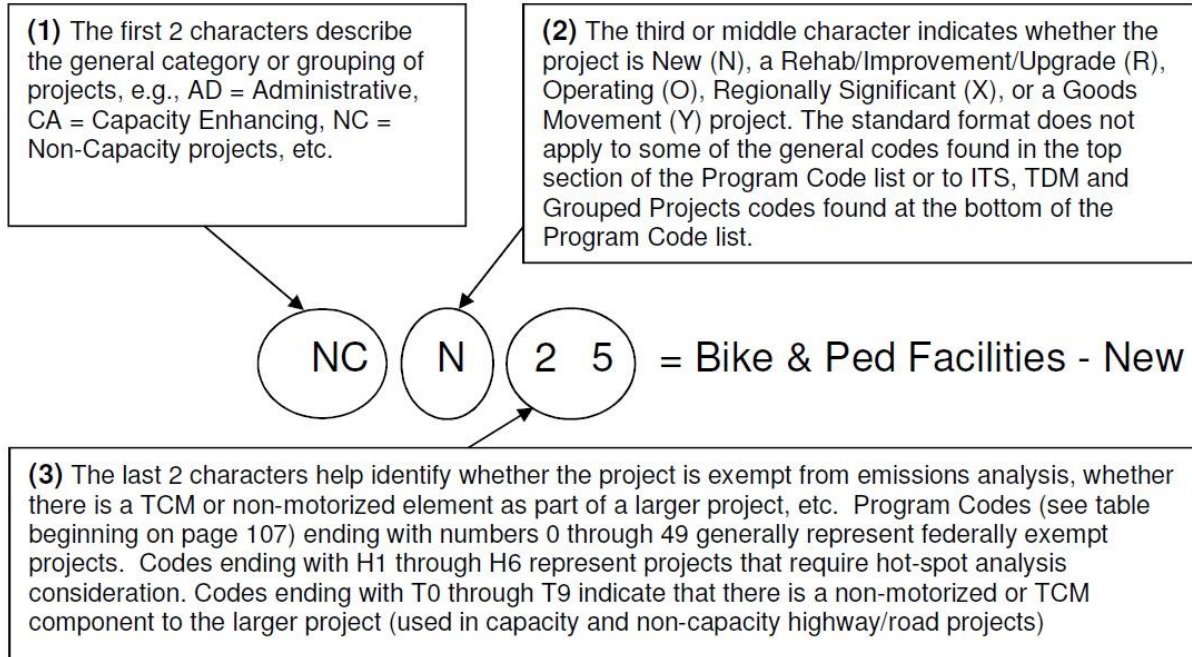 (1) The first 2 characters describe
the general category or grouping of
projects, e.g., AD = Administrative,
CA = Capacity Enhancing, NC =
Non-Capacity projects, etc.
(2) The third or middle character indicates whether the
project is New (N), a Rehab/Improvement/Upgrade (R),
Operating (O), Regionally Significant (X), or a Goods
Movement (Y) project. The standard format does not
apply to some of the general codes found in the top
section of the Program Code list or to ITS, TDM and
Grouped Projects codes found at the bottom of the
Program Code list.
NC N 2 5 = Bike & Ped Facilities - New
(3) The last 2 characters help identify whether the project is exempt from emissions analysis, whether
there is a TCM or non-motorized element as part of a larger project, etc. Program Codes (see table
beginning on page 107) ending with numbers 0 through 49 generally represent federally exempt
projects. Codes ending with H1 through H6 represent projects that require hot-spot analysis
consideration. Codes ending with T0 through T9 indicate that there is a non-motorized or TCM
component to the larger project (used in capacity and non-capacity highway/road projects)